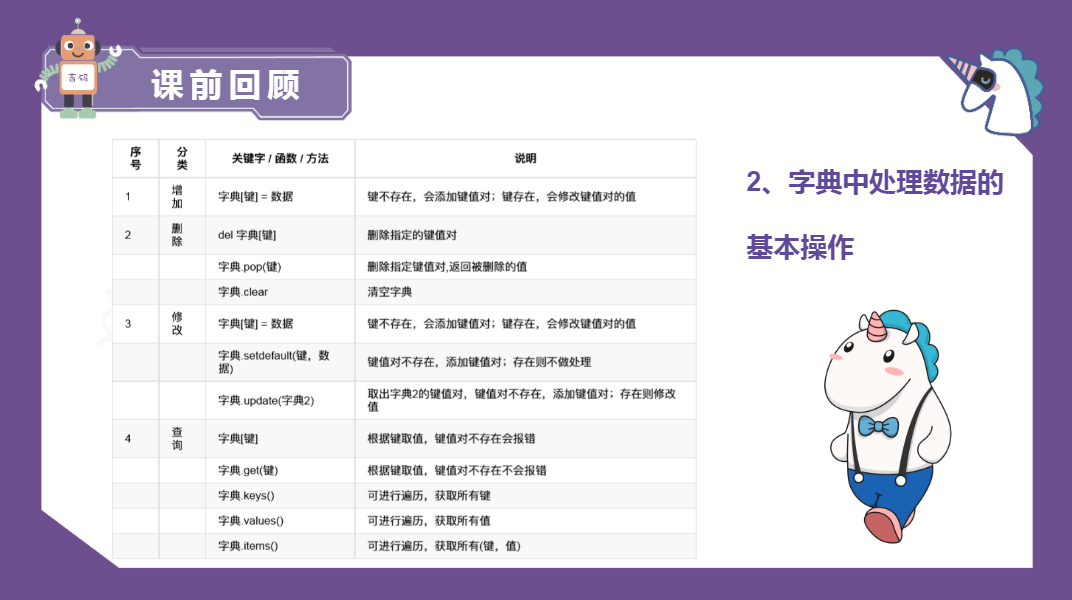 吉码
课前回顾
序号 分类 关键字 / 函数 / 方法 说明
1 增加 字典[键] = 数据 键不存在，会添加键值对；键存在，会修改键值对的值
2 删除 del 字典[键] 删除指定的键值对
字典.pop(键) 删除指定键值对,返回被删除的值
字典.clear 清空字典
3 修改 字典[键] = 数据 键不存在，会添加键值对；键存在，会修改键值对的值
字典.setdefault(键，数据) 键值对不存在，添加键值对；存在则不做处理
字典.update(字典2) 取出字典2的键值对，键值对不存在，添加键值对；存在则修改值
4 查询 字典[键] 根据键取值，键值对不存在会报错
字典.get(键) 根据键取值，键值对不存在不会报错
字典.keys() 可进行遍历，获取所有键
字典.values() 可进行遍历，获取所有值
字典.items() 可进行遍历，获取所有(键，值)
2、字典中处理数据的
基本操作